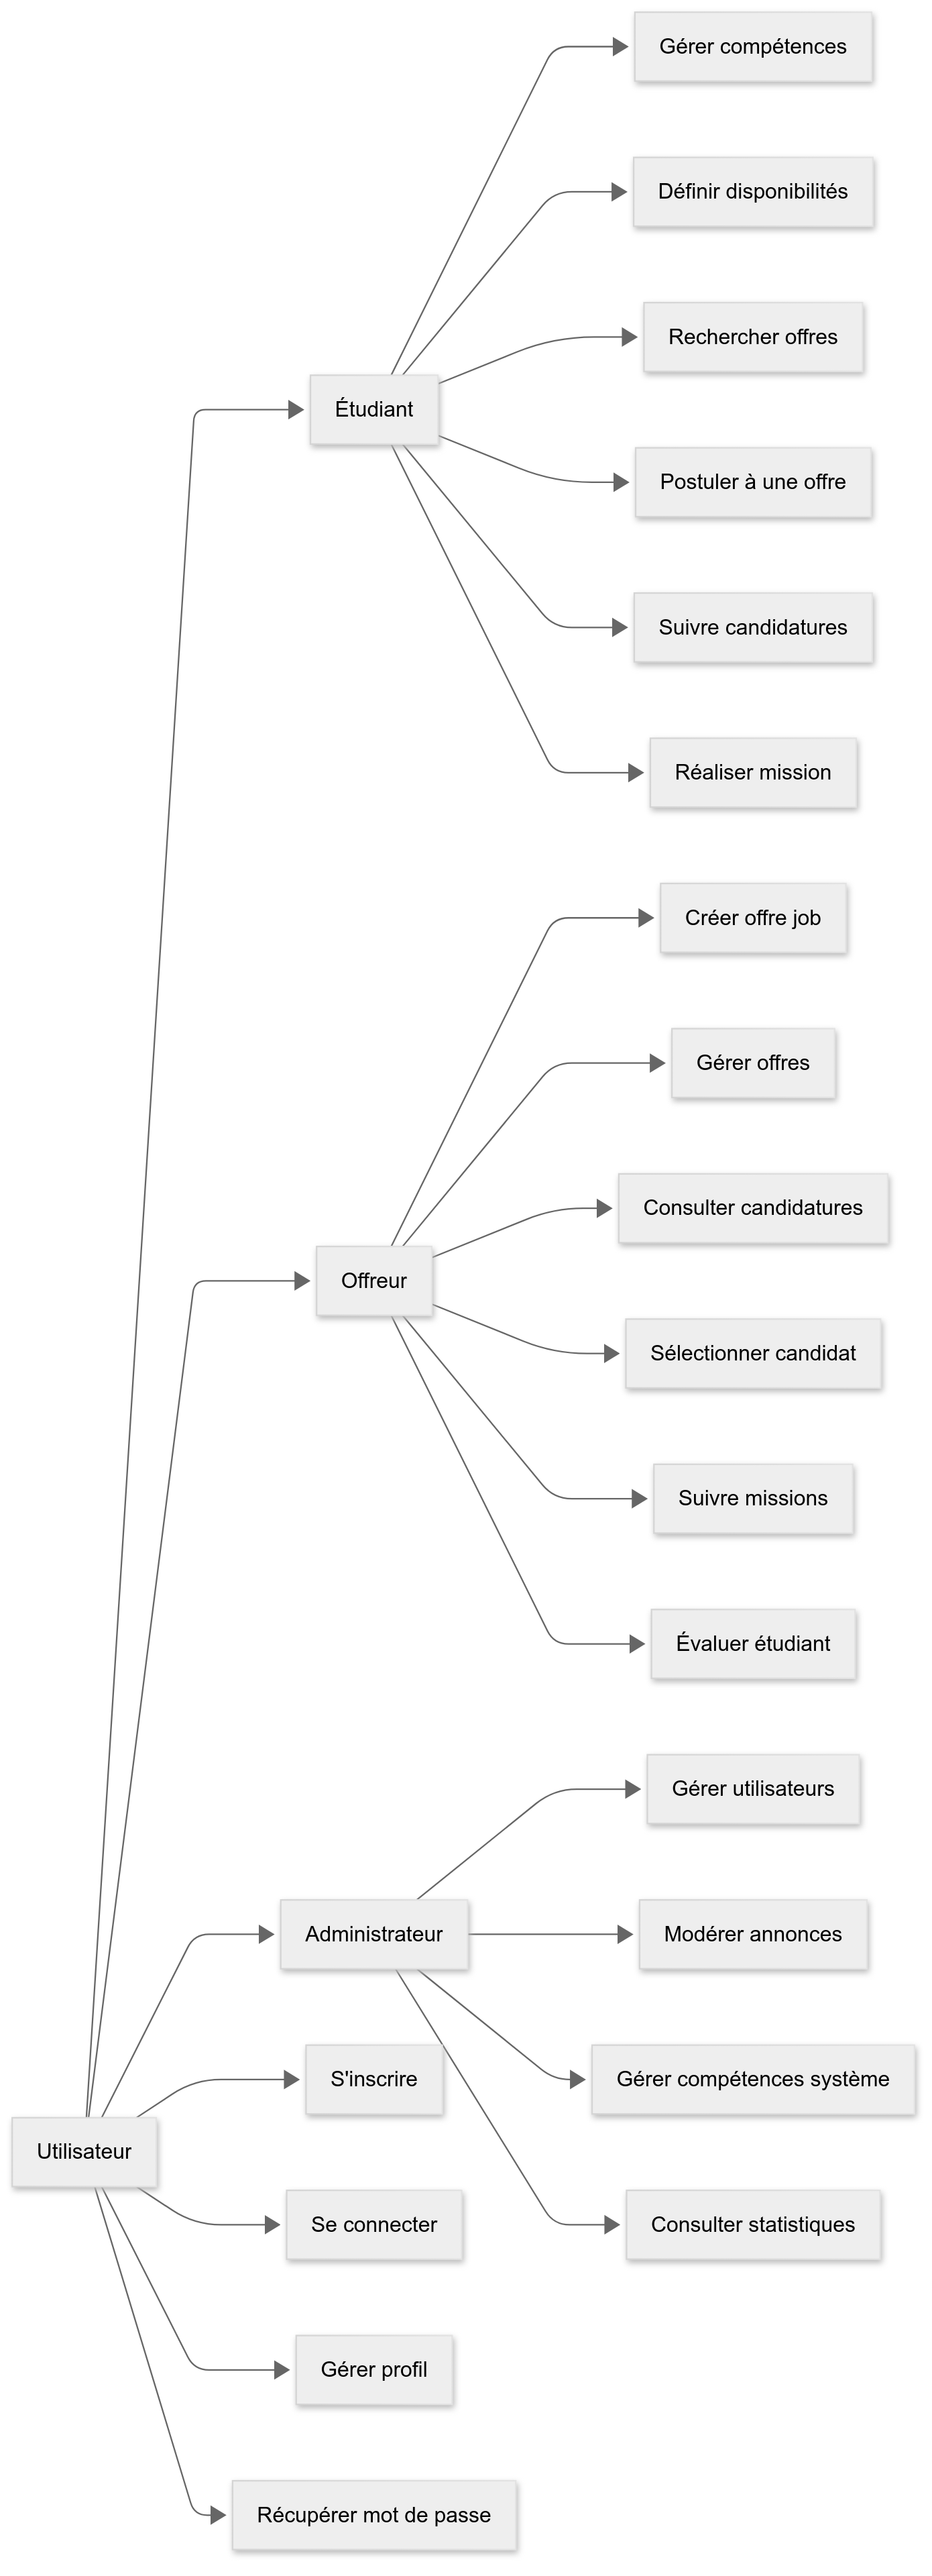 Gérer compétences
Définir disponibilités
Rechercher offres
Étudiant
Postuler à une offre
Suivre candidatures
Réaliser mission
Créer offre job
Gérer offres
Consulter candidatures
Offreur
Sélectionner candidat
Suivre missions
Évaluer étudiant
Gérer utilisateurs
Administrateur
Modérer annonces
S'inscrire
Gérer compétences système
Utilisateur
Se connecter
Consulter statistiques
Gérer profil
Récupérer mot de passe